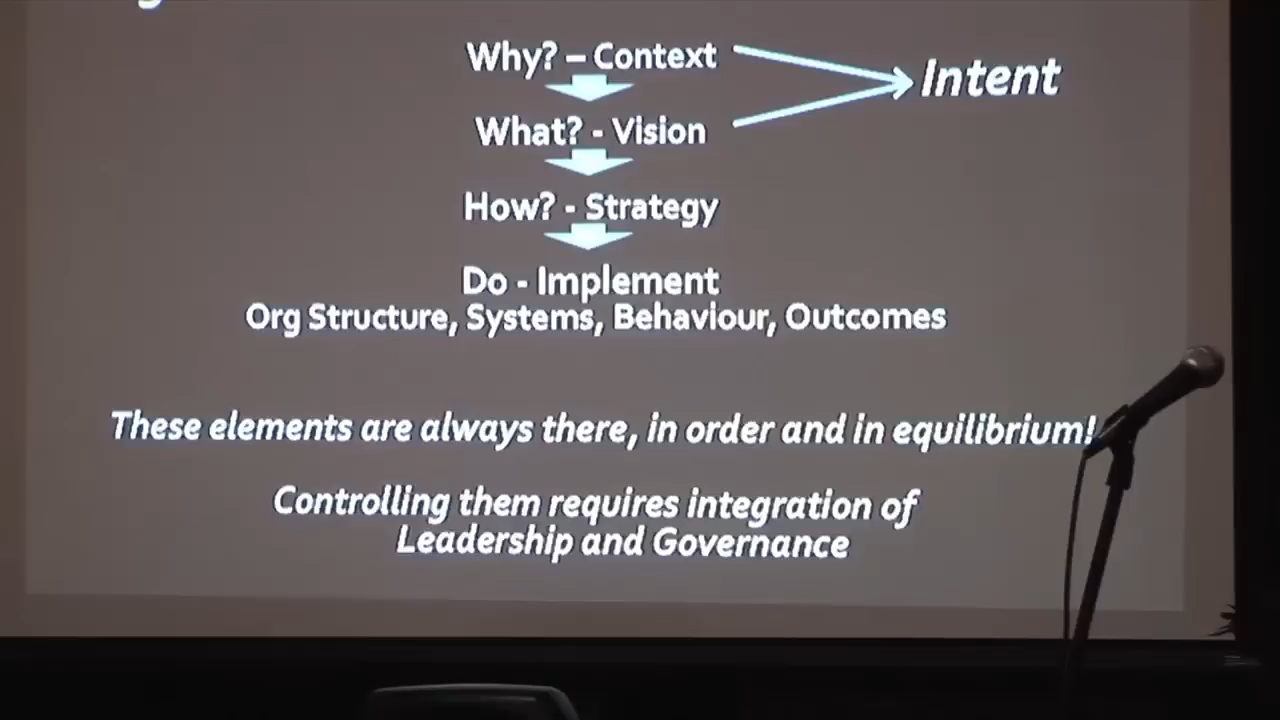 Why? – Context
Intent
What? - Vision
How? - Strategy
Do - Implement
Org Structure, Systems, Behaviour, Outcomes
These elements are always there, in order and in equilibrium!
Controlling them requires integration of
Leadership and Governance